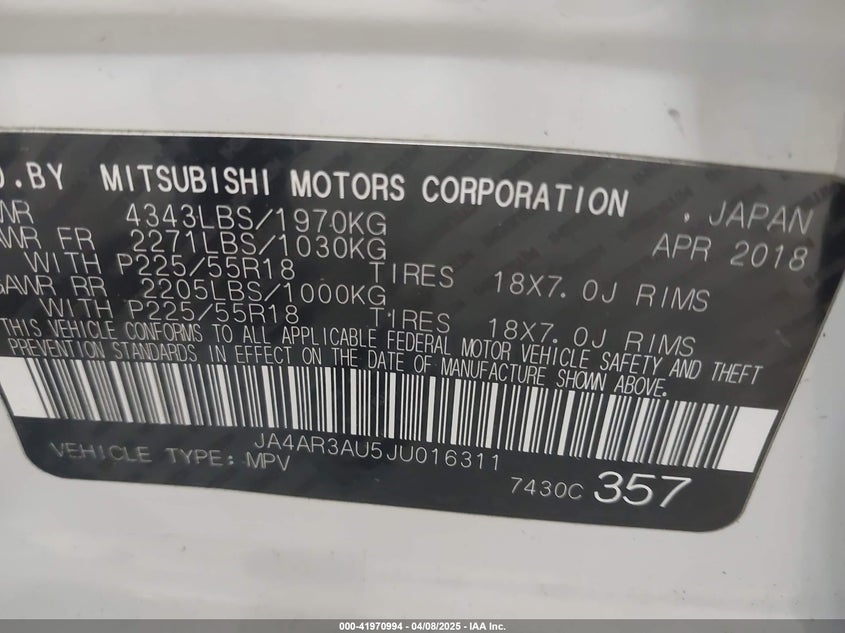 D.BY MITSUBISHI MOTORS CORPORATION , JAPAN
WR 4343LBS/1970KG APR 2018
AWR FR 2271LBS/1030KG
WITH P225/55R18 TIRES 18X7.0J RIMS
GAWR RR 2205LBS/1000KG
WITH P225/55R18 TIRES 18X7.0J RIMS
THIS VEHICLE CONFORMS TO ALL APPLICABLE FEDERAL MOTOR VEHICLE SAFETY AND THEFT
PREVENTION STANDARDS IN EFFECT ON THE DATE OF MANUFACTURE SHOWN ABOVE.
JA4AR3AU5JU016311
VEHICLE TYPE: MPV
7430C 357
000-41970994 - 04/08/2025 - IAA Inc.